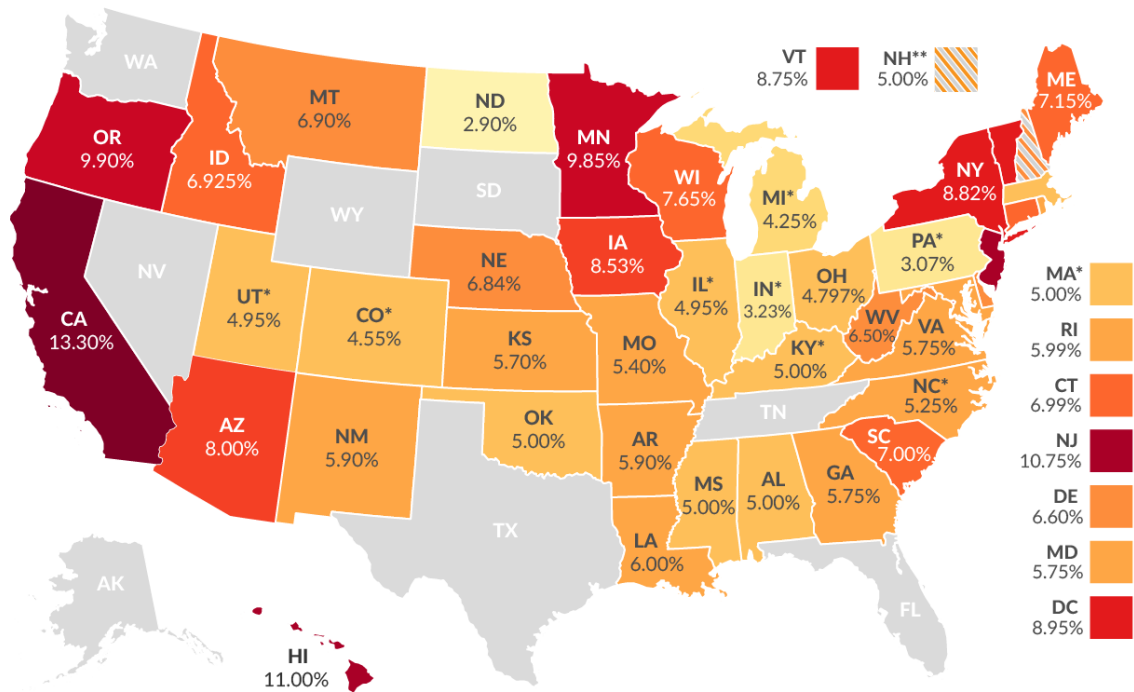 WA
MT
6.90%
ND
2.90%
MN
9.85%
VT
8.75%
NH**
5.00%
ME
7.15%
OR
9.90%
ID
6.925%
SD
WI
7.65%
MI*
4.25%
NY
8.82%
WY
IA
8.53%
NE
6.84%
PA*
3.07%
NV
UT*
4.95%
CO*
4.55%
IL*
4.95%
IN*
3.23%
OH
4.797%
WV
6.50%
VA
5.75%
CA
13.30%
KS
5.70%
MO
5.40%
KY*
5.00%
NC*
5.25%
TN
AZ
8.00%
NM
5.90%
OK
5.00%
AR
5.90%
SC
7.00%
MS
5.00%
AL
5.00%
GA
5.75%
TX
LA
6.00%
FL
AK
HI
11.00%
MA*
5.00%
RI
5.99%
CT
6.99%
NJ
10.75%
DE
6.60%
MD
5.75%
DC
8.95%